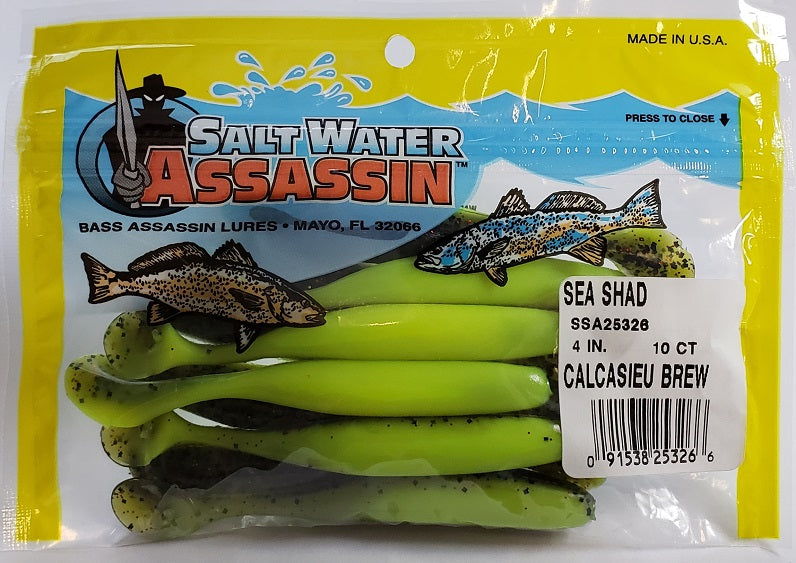 MADE IN U.S.A.
PRESS TO CLOSE
SALT WATER
ASSASSIN™
BASS ASSASSIN LURES • MAYO, FL 32066
SEA SHAD
SSA25326
4 IN. 10 CT
CALCASIEU BREW
0 91538 25326 6